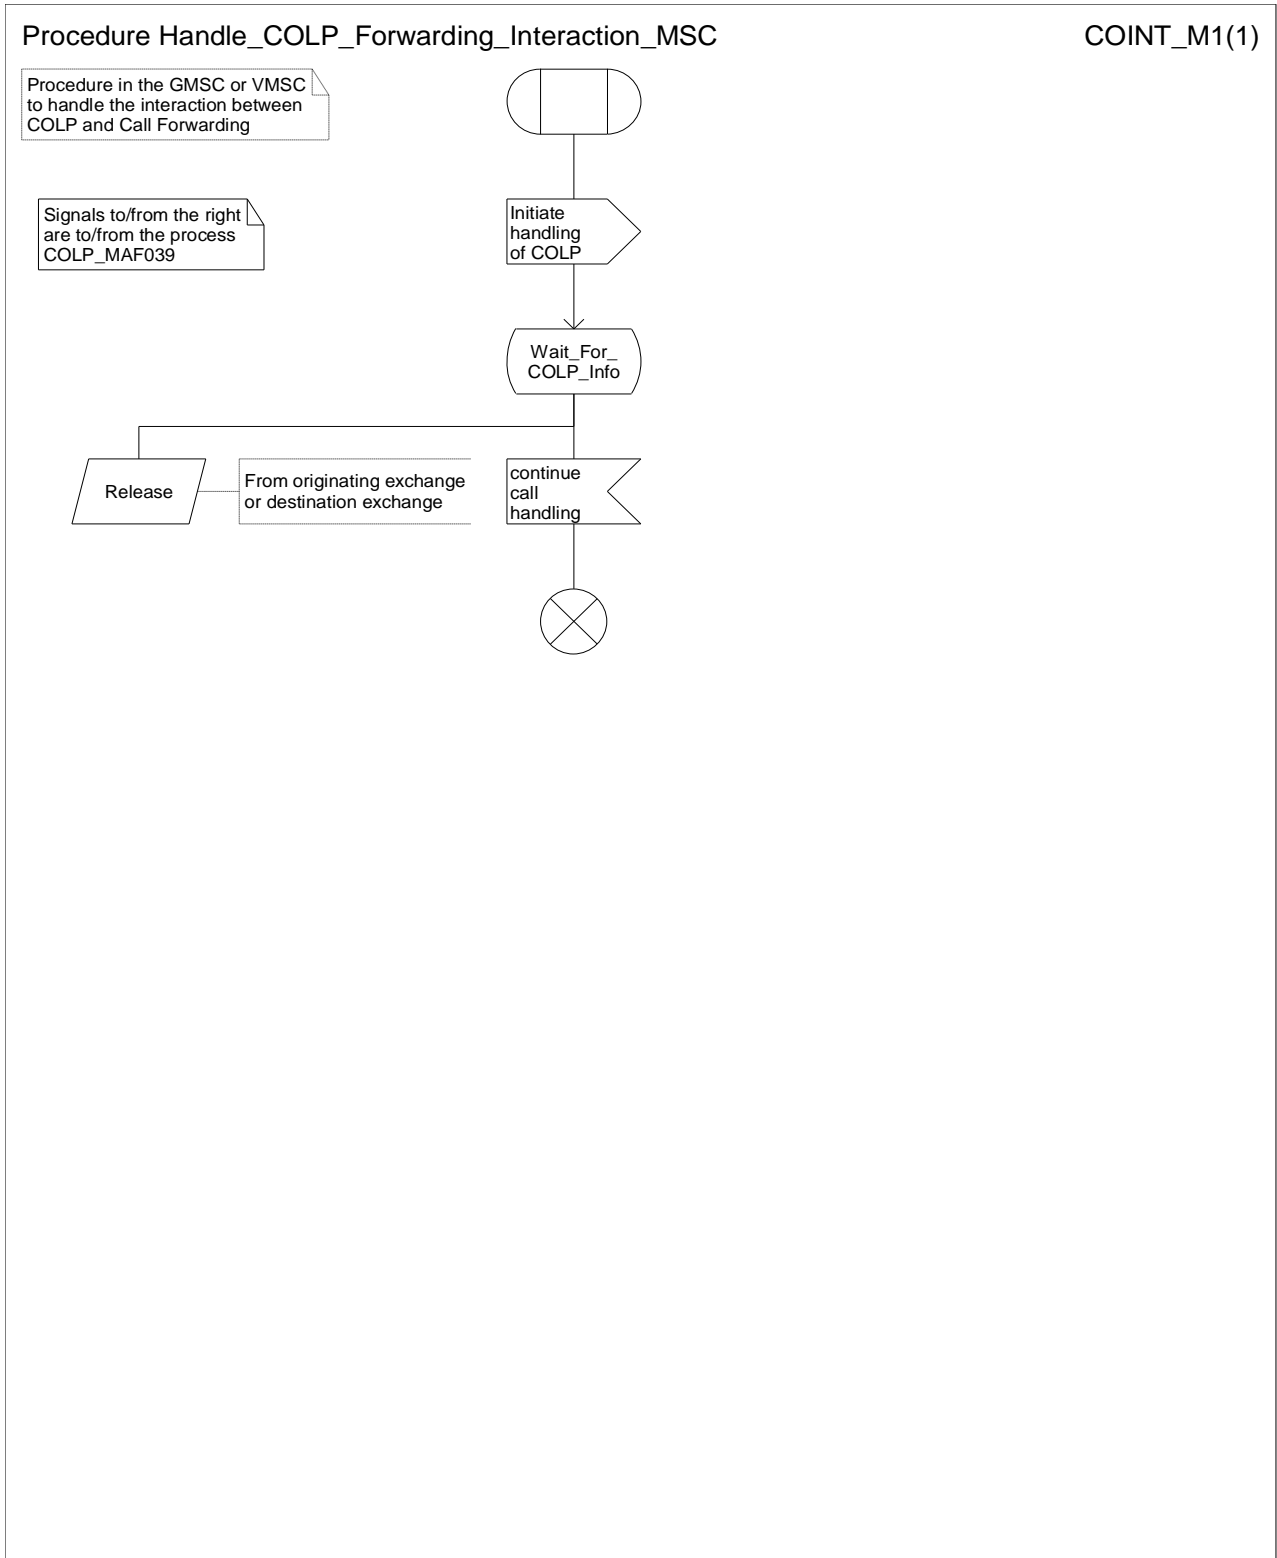 Procedure Handle_COLP_Forwarding_Interaction_MSC
COINT_M1(1)
Procedure in the GMSC or VMSC
to handle the interaction between
COLP and Call Forwarding
Signals to/from the right
are to/from the process
COLP_MAF039
Initiate
handling
of COLP
Wait_For_
COLP_Info
Release
From originating exchange
or destination exchange
continue
call
handling